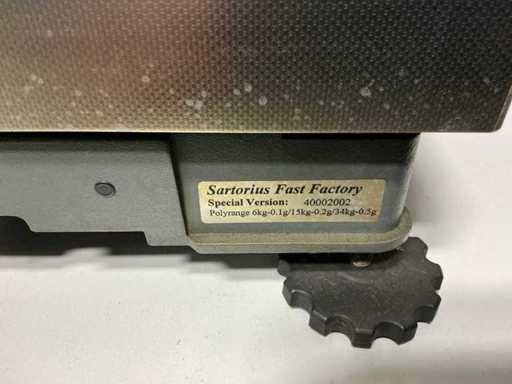 Sartorius Fast Factory
Special Version: 40002002
Polyrange 6kg-0.1g/15kg-0.2g/34kg-0.5g